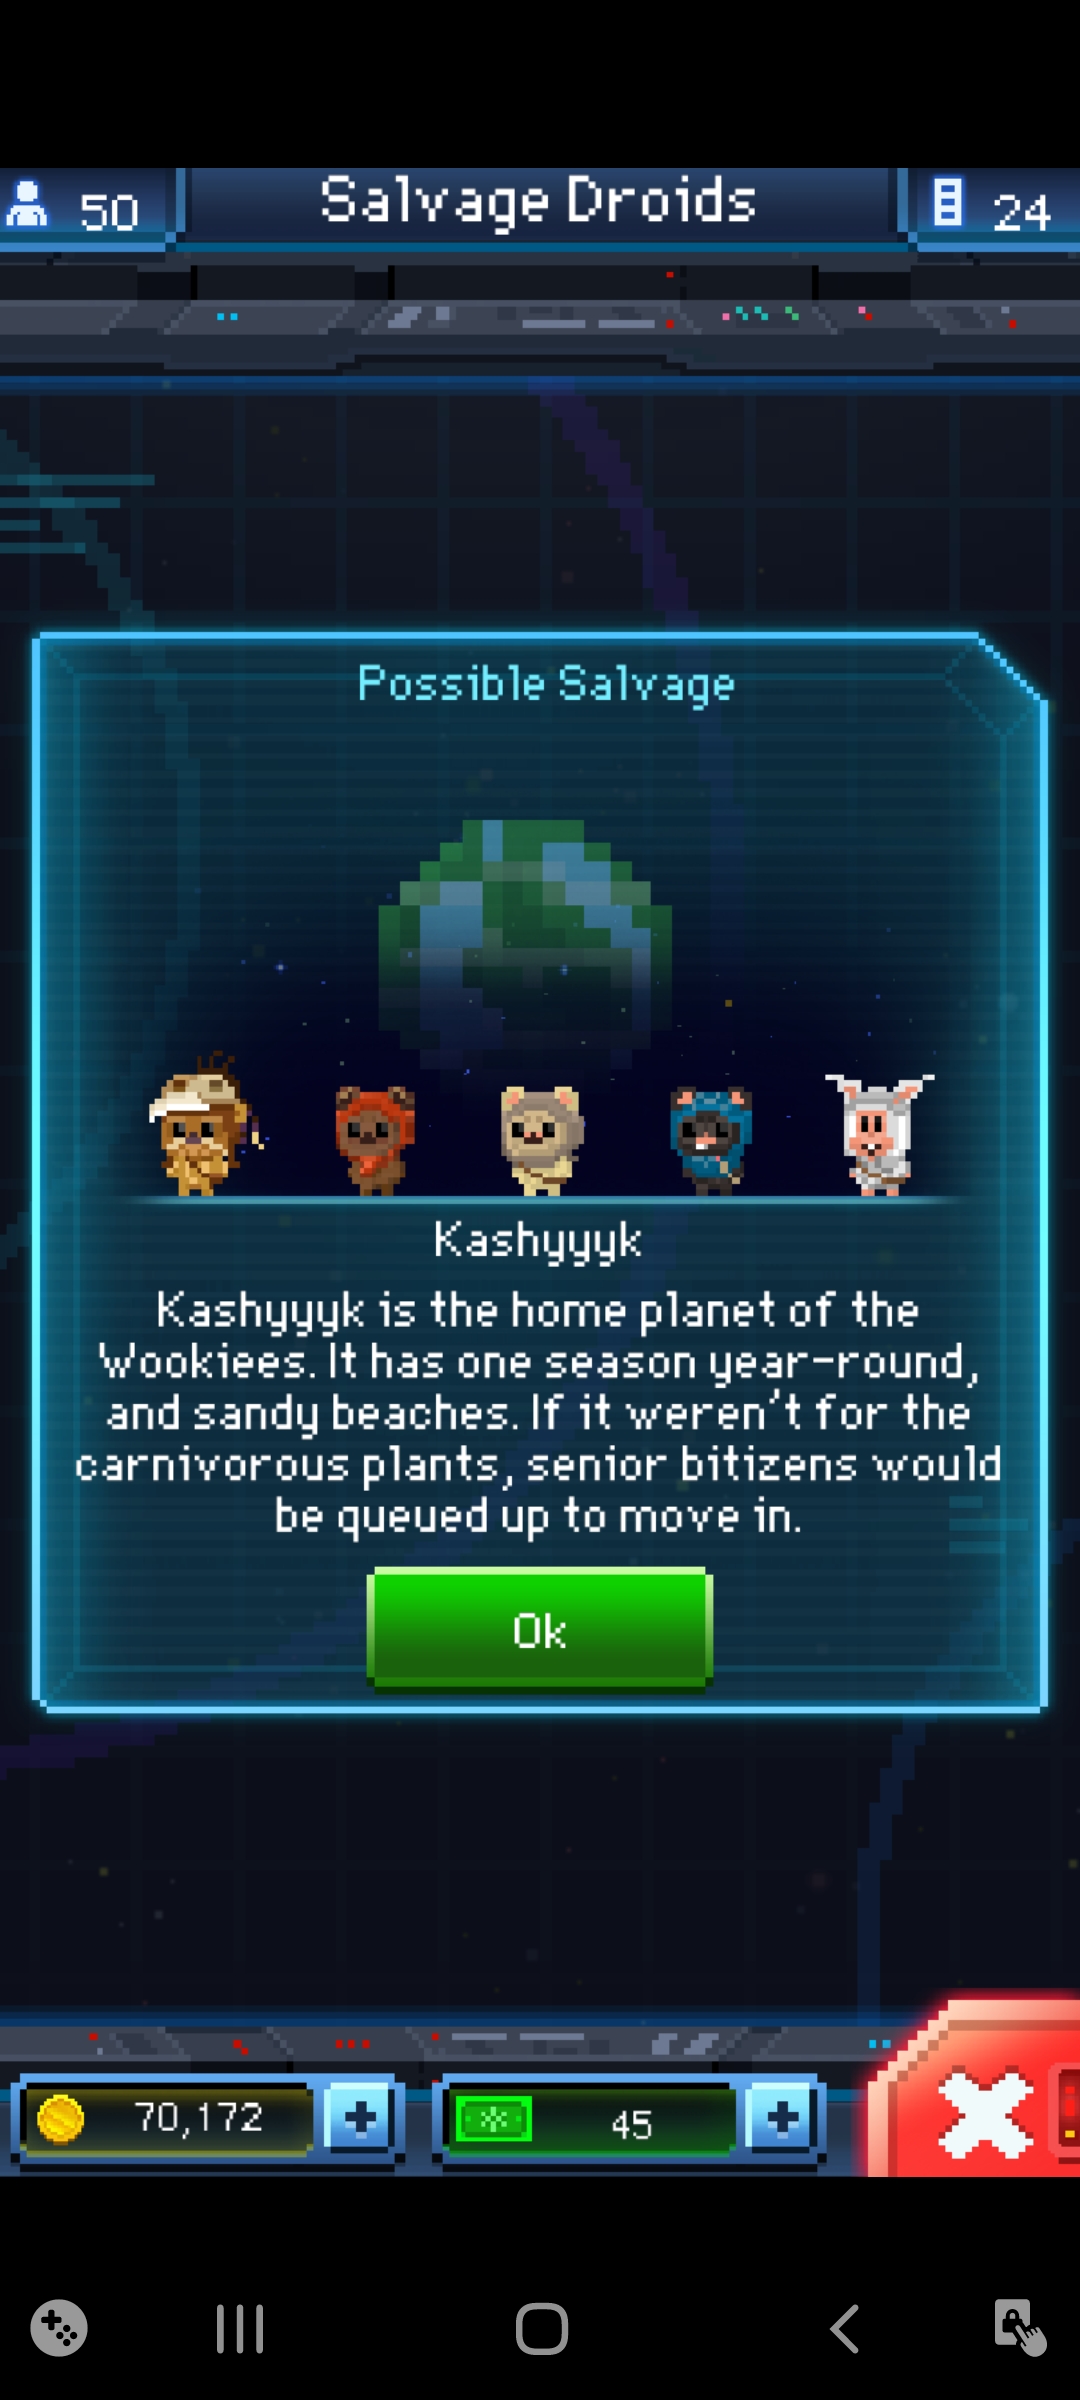 50
Salvage Droids
24
Possible Salvage
Kashyyyk
Kashyyyk is the home planet of the
Wookiees. It has one season year-round,
and sandy beaches. If it weren't for the
carnivorous plants, senior bitizens would
be queued up to move in.
Ok
70,172
45